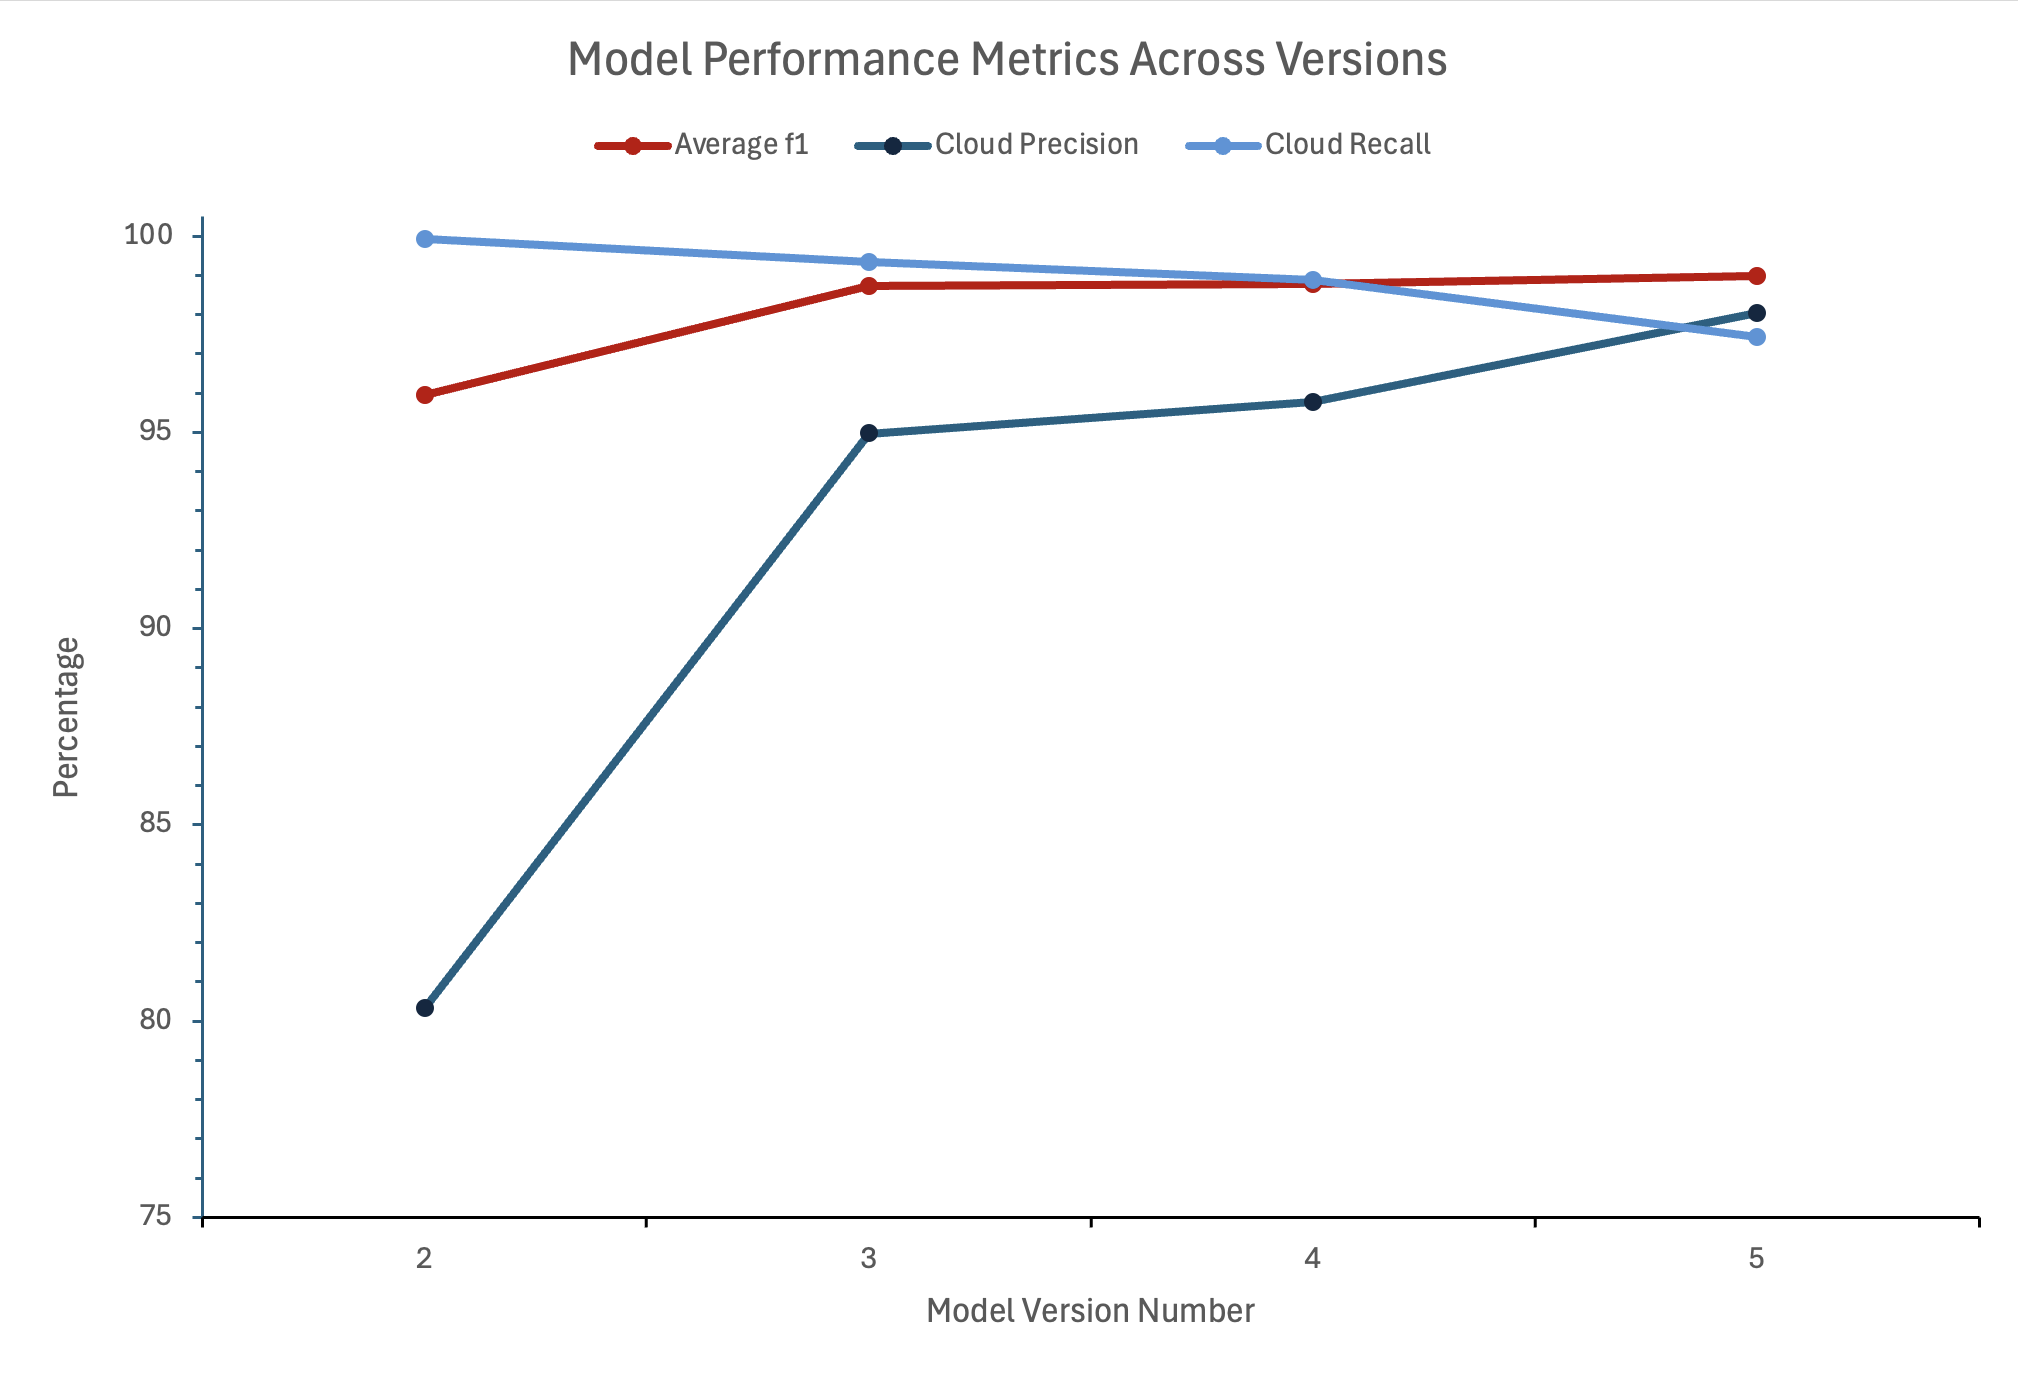 Model Performance Metrics Across Versions
Average f1 Cloud Precision Cloud Recall
100
95
90
85
80
75
Percentage
2 3 4 5
Model Version Number